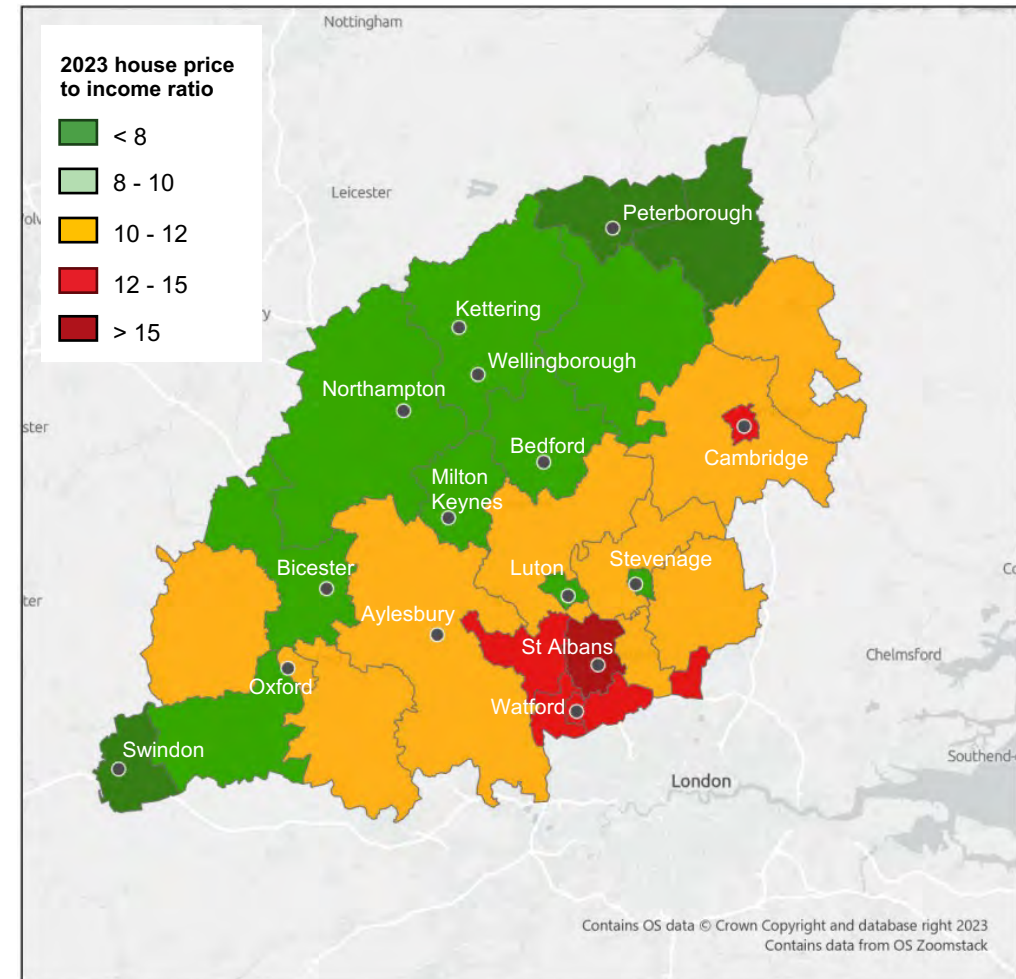 Nottingham
2023 house price
to income ratio
< 8
8 - 10
10 - 12
12 - 15
> 15
Leicester
Peterborough
Kettering
Wellingborough
Northampton
Bedford
Cambridge
Milton
Keynes
Bicester
Luton
Stevenage
Aylesbury
St Albans
Chelmsford
Oxford
Watford
Swindon
London
Southend-
Contains OS data © Crown Copyright and database right 2023
Contains data from OS Zoomstack